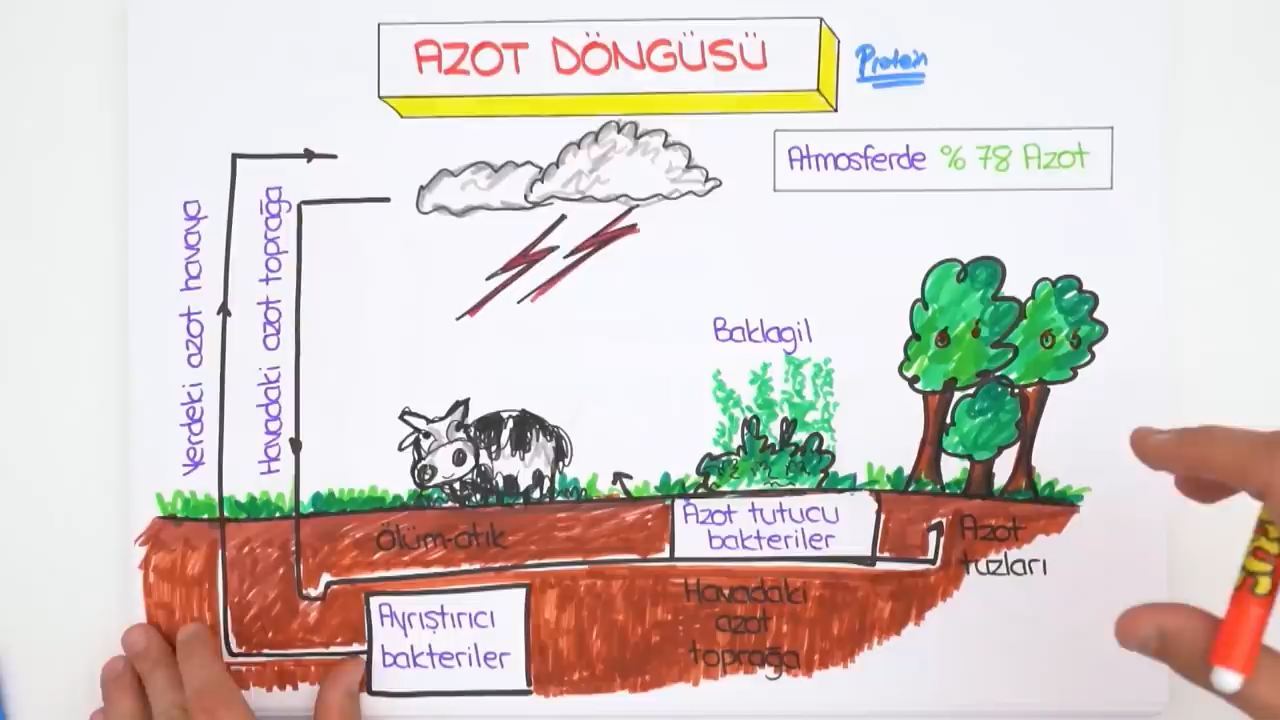 AZOT DÖNGÜSÜ
Protein
Atmosferde % 78 Azot
Yerdeki azot havaya
Havadaki azot toprağa
Baklagil
Ölüm-atık
Azot tutucu
bakteriler
Azot
tuzları
Havadaki
azot
toprağa
Ayrıştırıcı
bakteriler